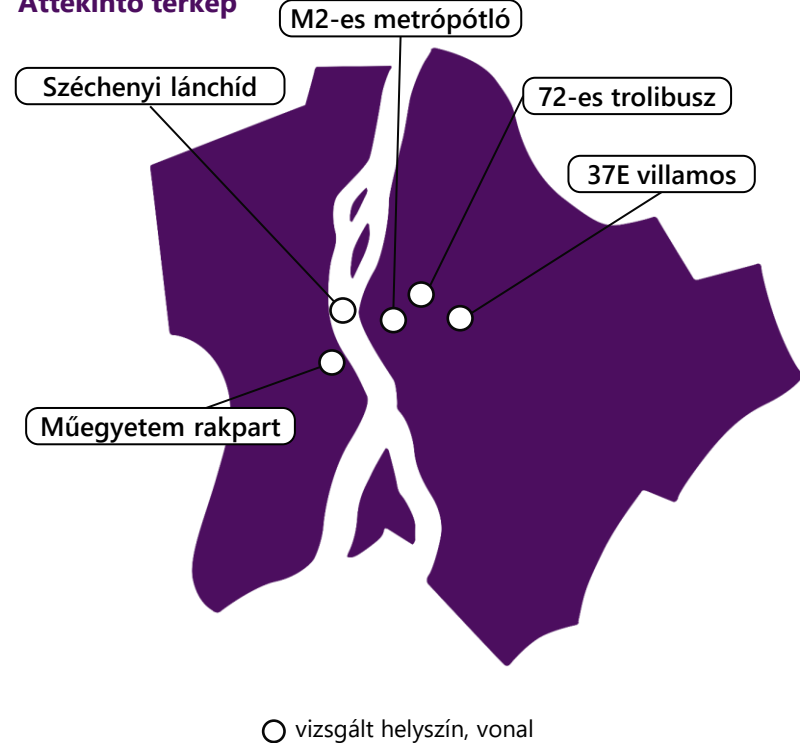 Áttekintő térkép
M2-es metrópótló
Széchenyi lánchíd
72-es trolibusz
37E villamos
Műegyetem rakpart
vizsgált helyszín, vonal